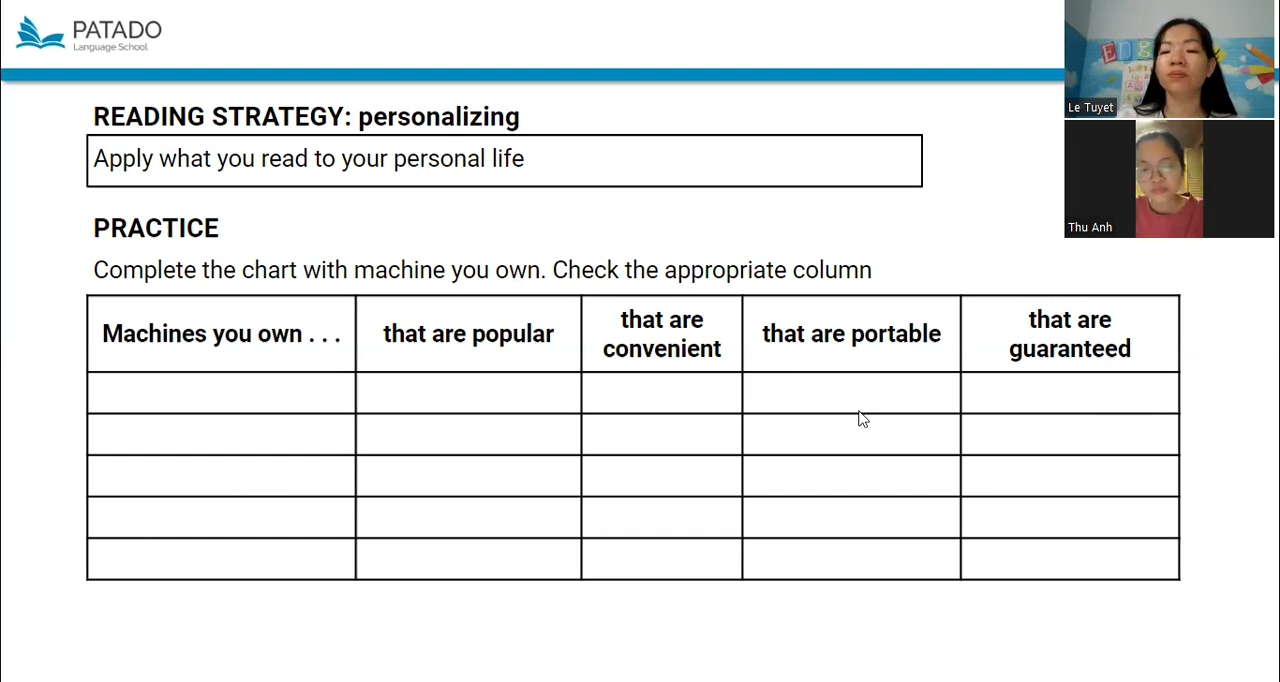 PATADO
Language School
READING STRATEGY: personalizing
Apply what you read to your personal life
PRACTICE
Complete the chart with machine you own. Check the appropriate column
Machines you own . . .
that are popular
that are
convenient
that are portable
that are
guaranteed
Le Tuyet
Thu Anh